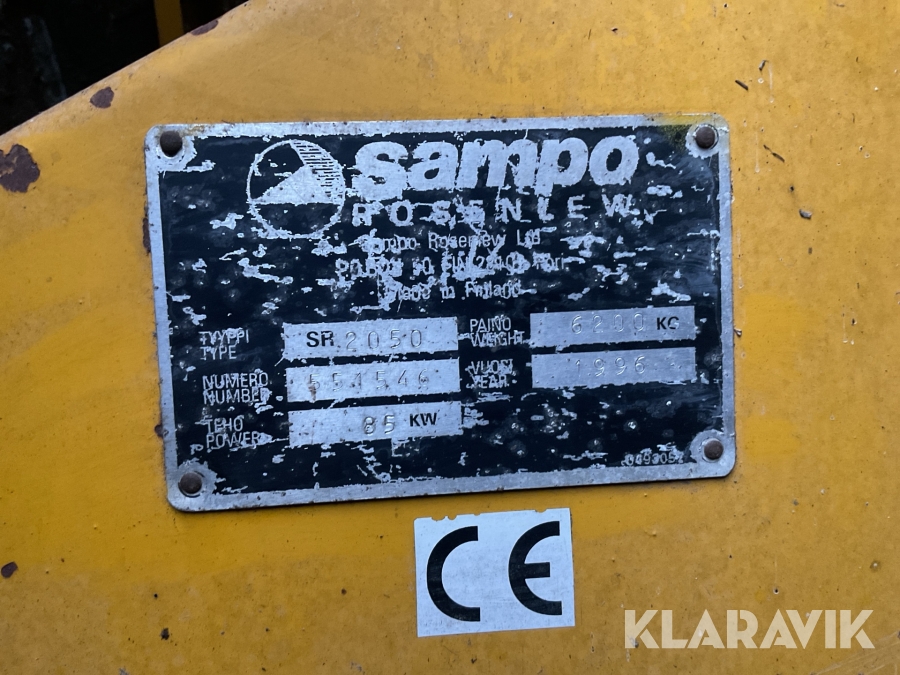 sampo
ROSENLEW
Sampo Rosenlew Ltd
Pori
Made in Finland
TYYPPI
TYPE
SR 2050
PAINO
WEIGHT
6200 KG
NUMERO
NUMBER
VUOSI
YEAR
1996
TEHO
POWER
85 KW
CE
KLARAVIK